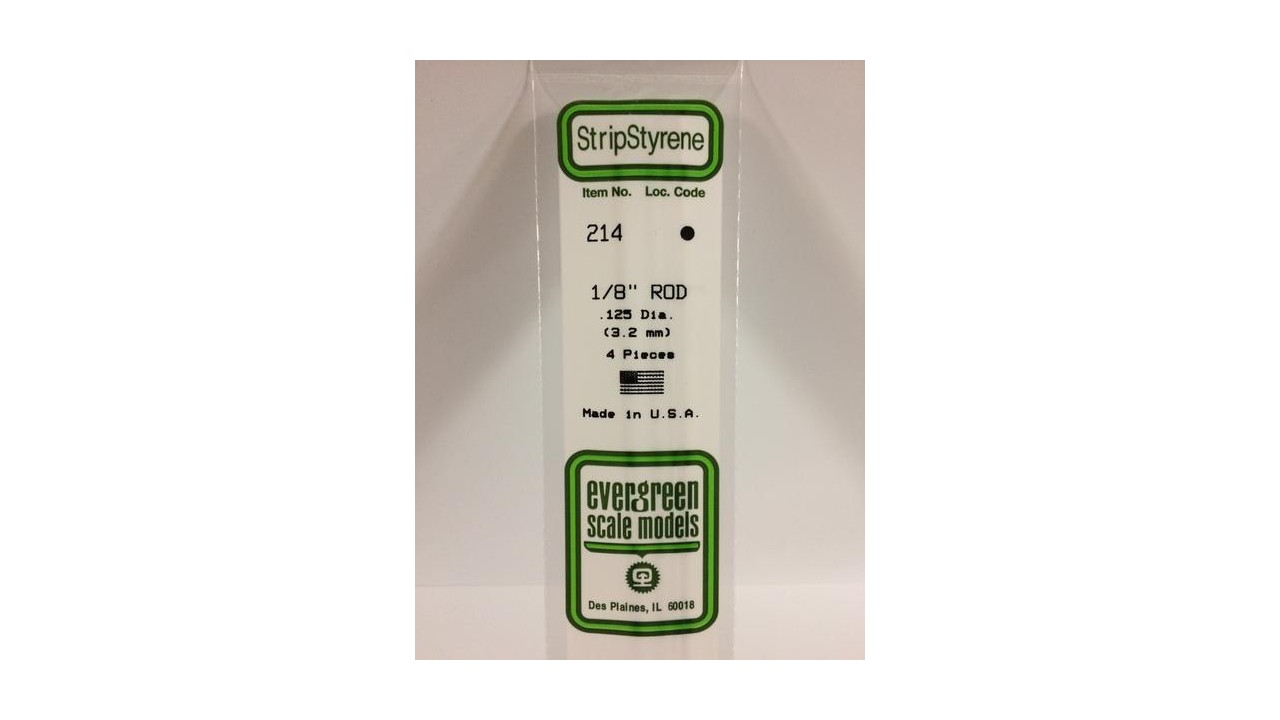 StripStyrene
Item No. Loc. Code
214 ●
1/8" ROD
.125 Dia.
(3.2 mm)
4 Pieces
Made in U.S.A.
evergreen
scale models
Des Plaines, IL 60018